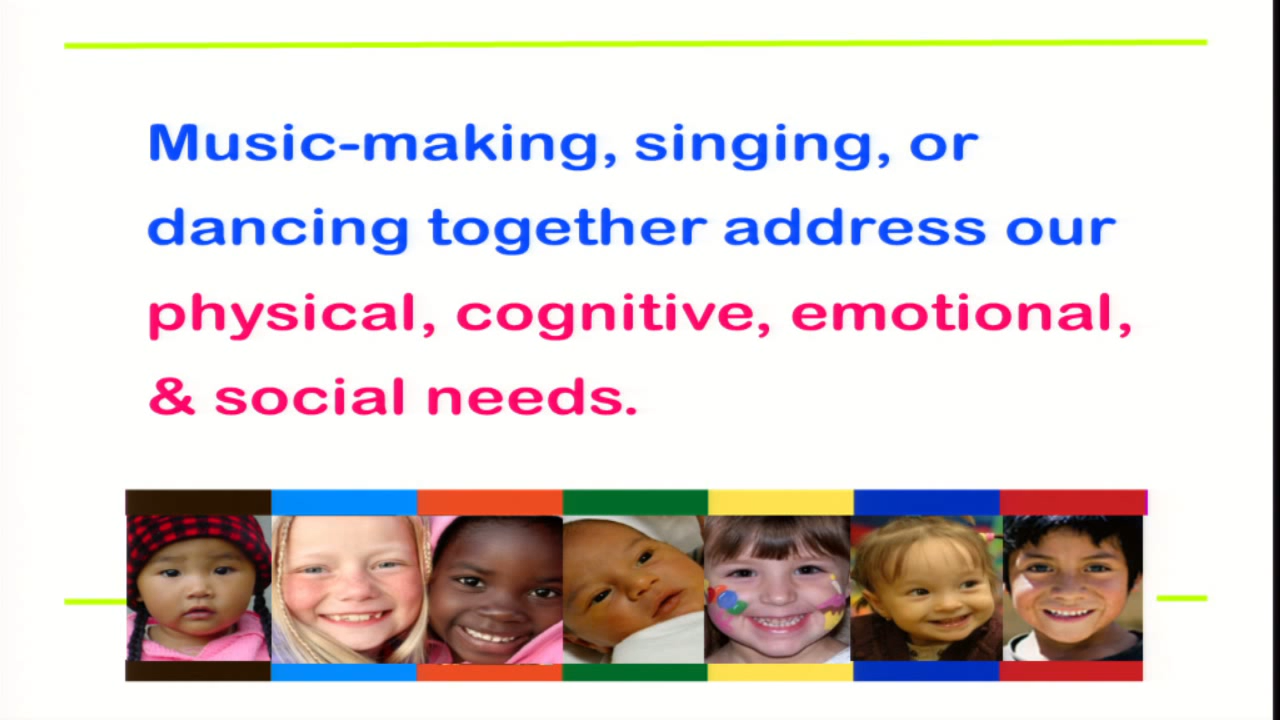 Music-making, singing, or
dancing together address our
physical, cognitive, emotional,
& social needs.